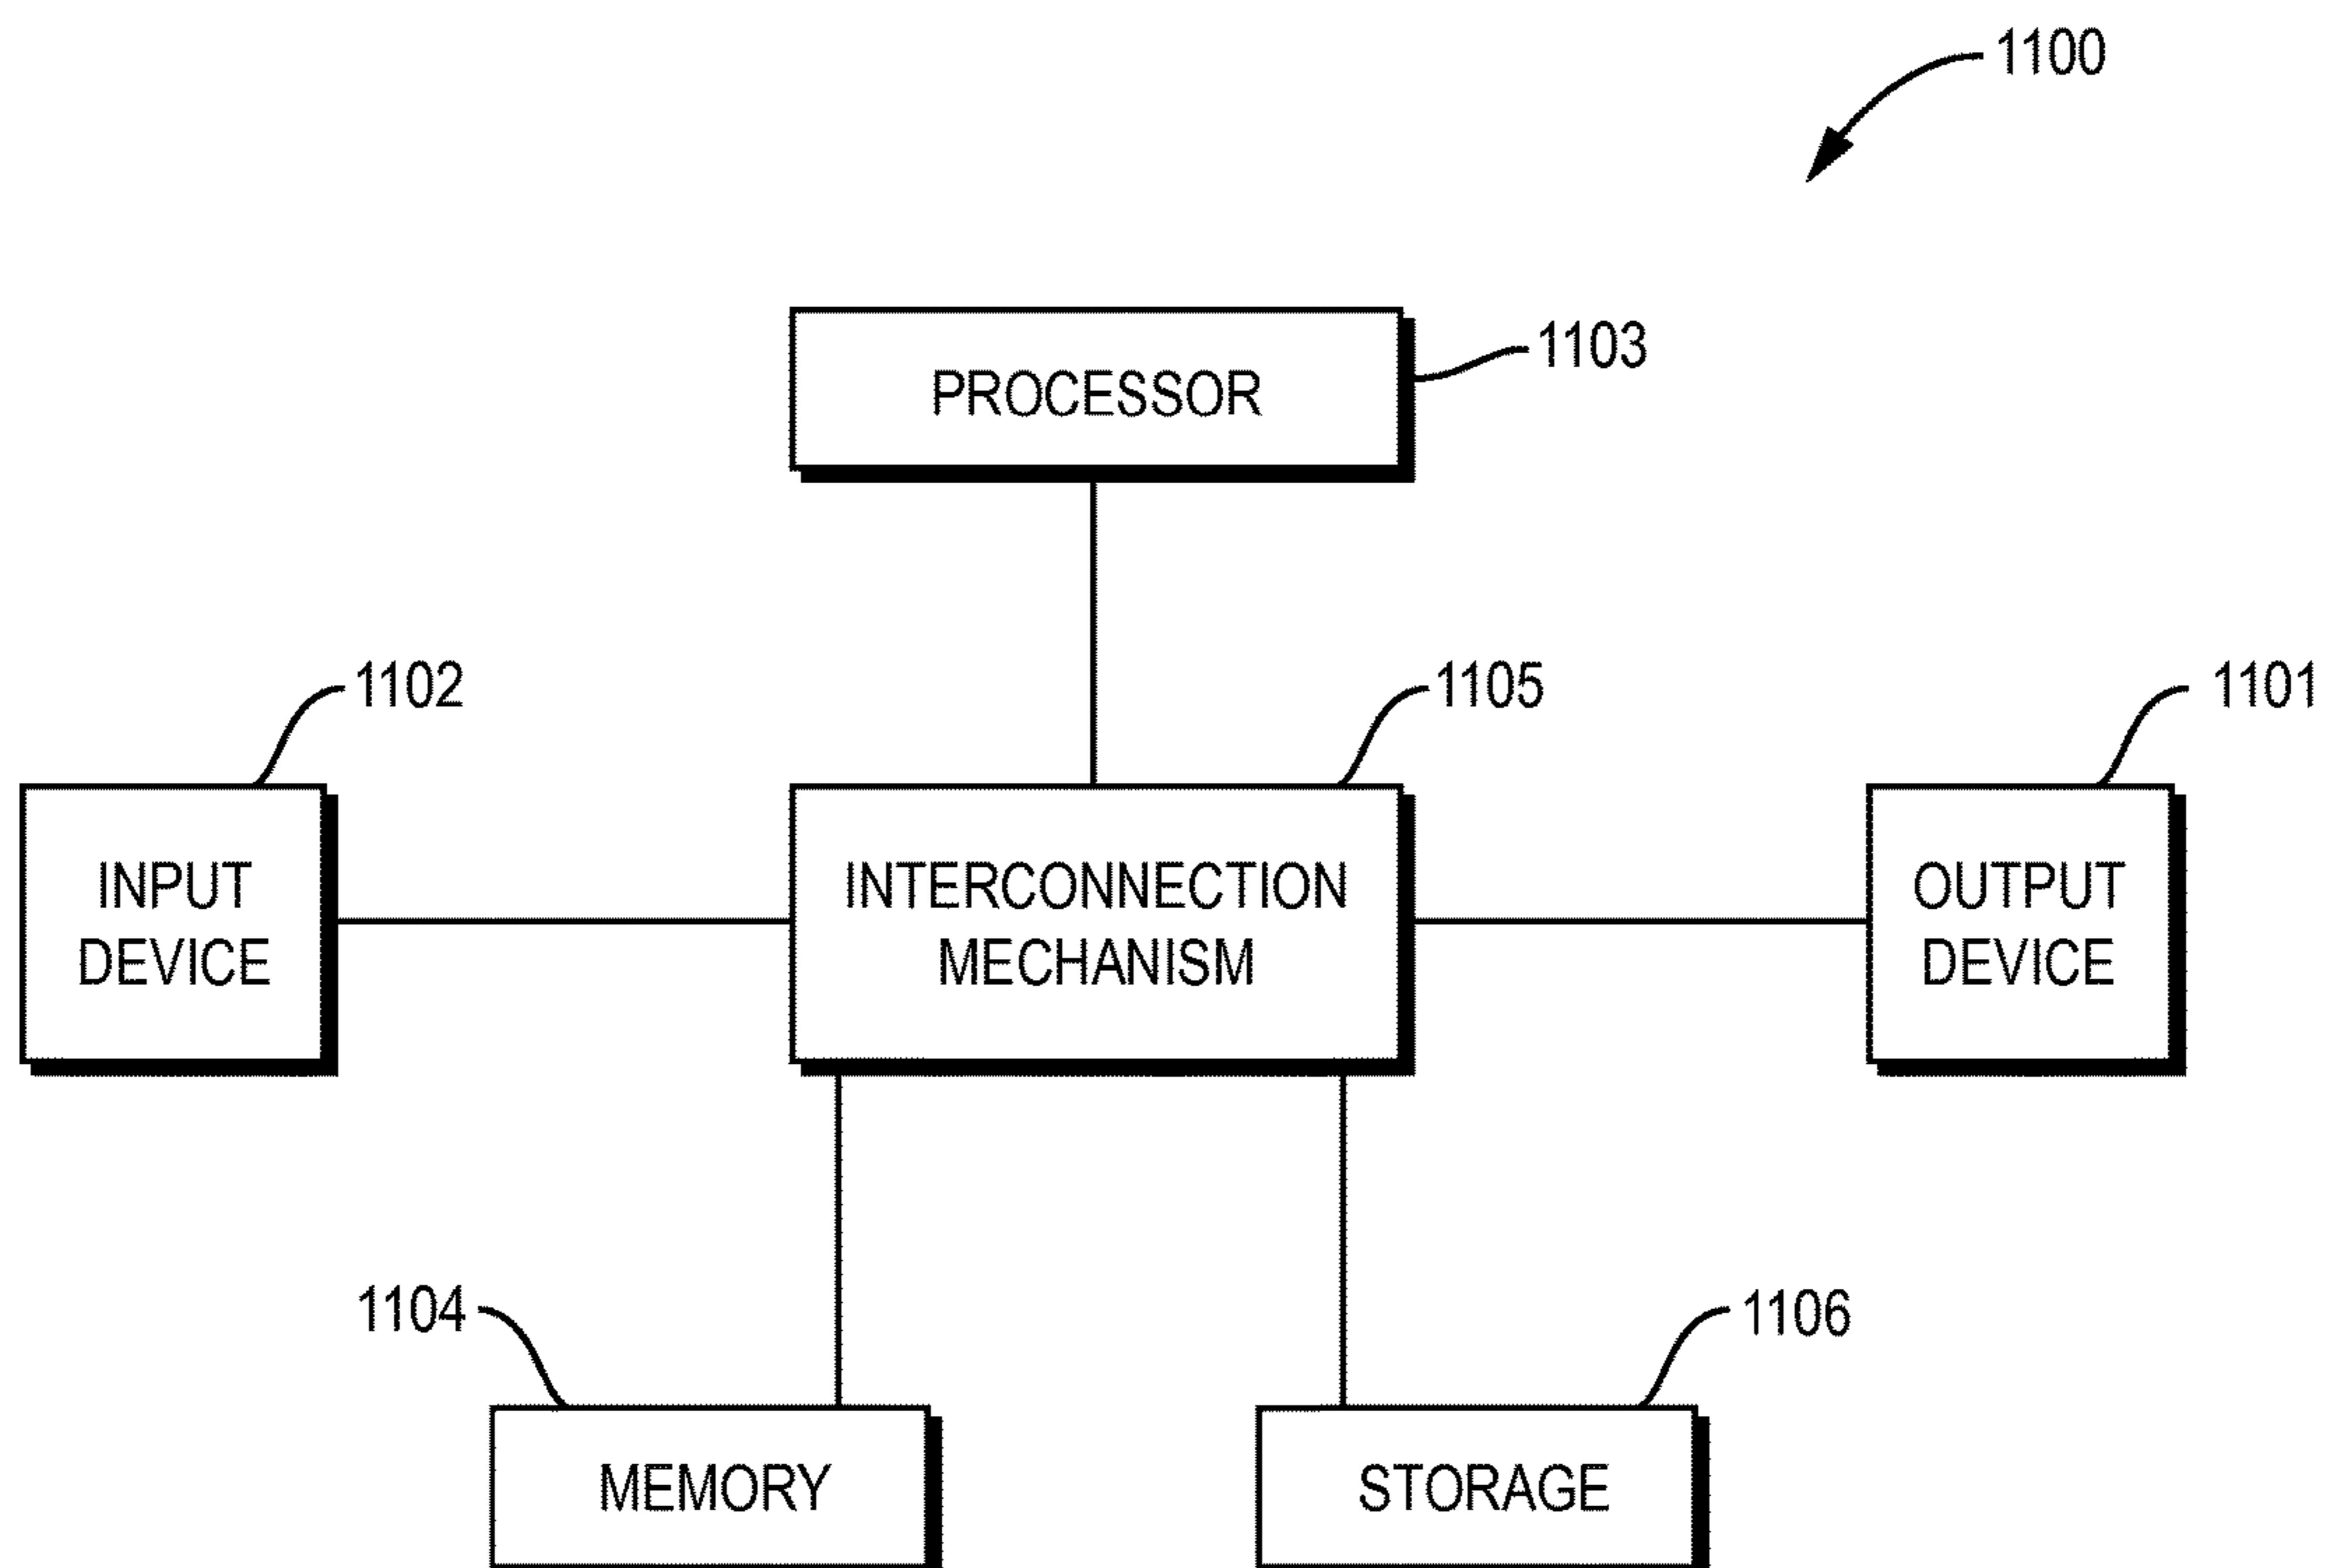 1100
PROCESSOR
1103
1102
1105
1101
INPUT
DEVICE
INTERCONNECTION
MECHANISM
OUTPUT
DEVICE
1104
1106
MEMORY
STORAGE